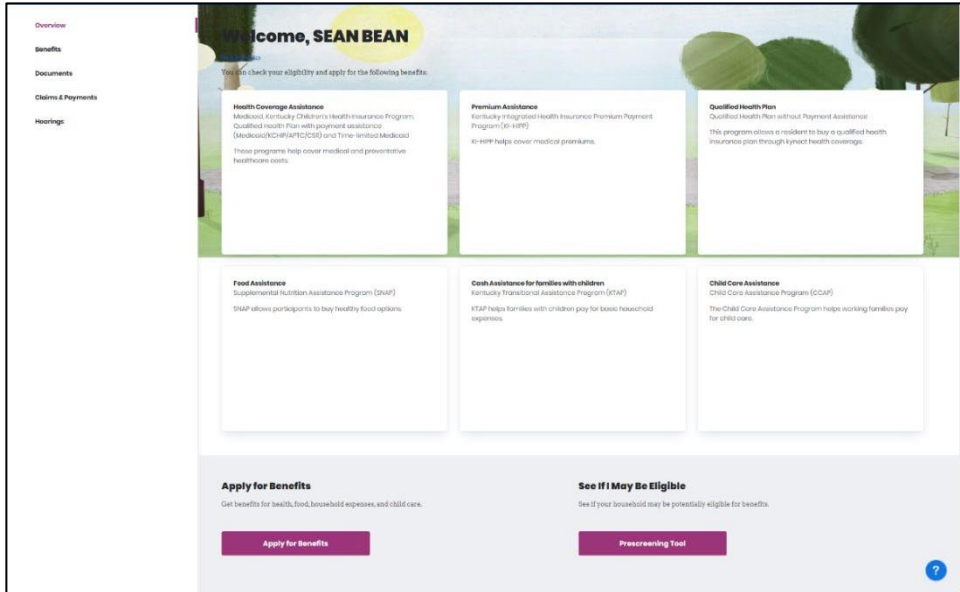 Overview
Benefits
Documents
Claims & Payments
Hearings
Welcome, SEAN BEAN
You can check your eligibility and apply for the following benefits.
Health Coverage Assistance
Medicaid, Kentucky Children's Health Insurance Program,
Qualified Health Plan with payment assistance
(Medicaid/KCHIP/APTC/CSR) and Time-limited Medicaid
These programs help cover medical and preventative
healthcare costs.
Premium Assistance
Kentucky Integrated Health Insurance Premium Payment
Program (KI-HIPP)
KI-HIPP helps cover medical premiums.
Qualified Health Plan
Qualified Health Plan without Payment Assistance
This program allows a resident to buy a qualified health
insurance plan through kynect health coverage.
Food Assistance
Supplemental Nutrition Assistance Program (SNAP)
SNAP allows participants to buy healthy food options.
Cash Assistance for families with children
Kentucky Transitional Assistance Program (KTAP)
KTAP helps families with children pay for basic household
expenses.
Child Care Assistance
Child Care Assistance Program (CCAP)
The Child Care Assistance Program helps working families pay
for child care.
Apply for Benefits
Get benefits for health, food, household expenses, and child care.
Apply for Benefits
See If I May Be Eligible
See if your household may be potentially eligible for benefits.
Prescreening Tool
?